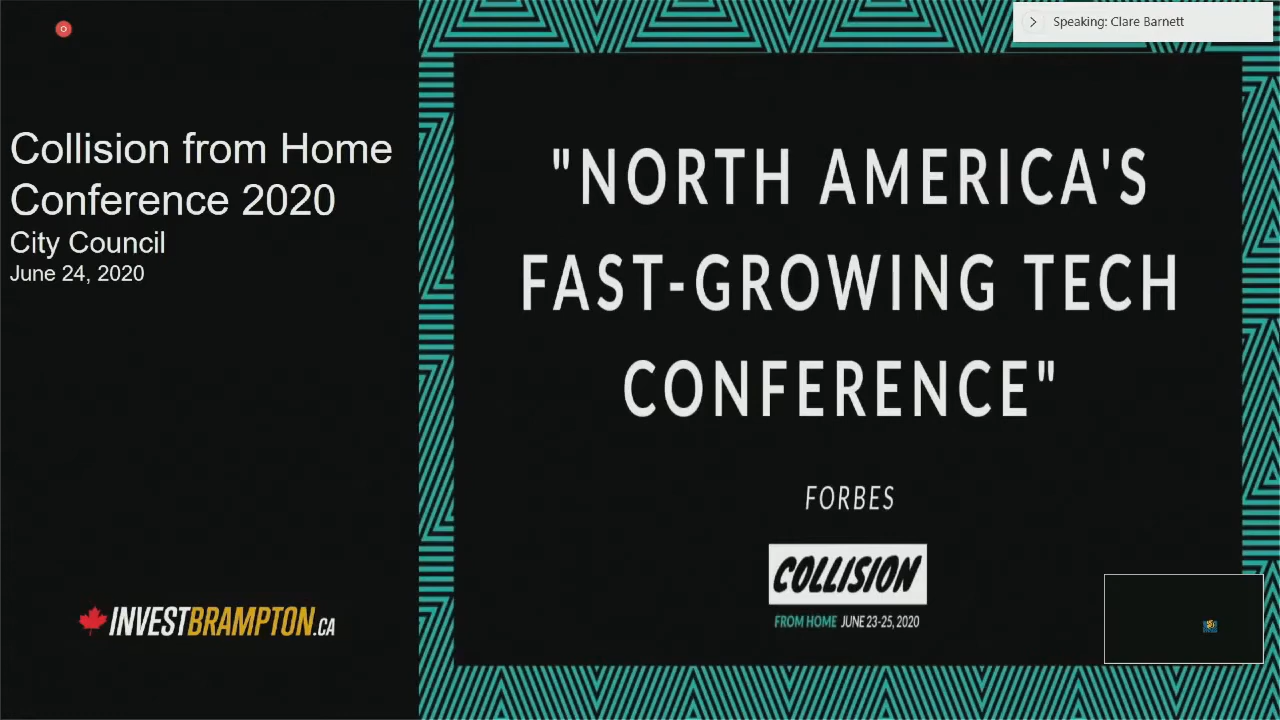 Speaking: Clare Barnett
Collision from Home
Conference 2020
City Council
June 24, 2020
"NORTH AMERICA'S
FAST-GROWING TECH
CONFERENCE"
FORBES
COLLISION
FROM HOME JUNE 23-25, 2020
INVESTBRAMPTON.CA